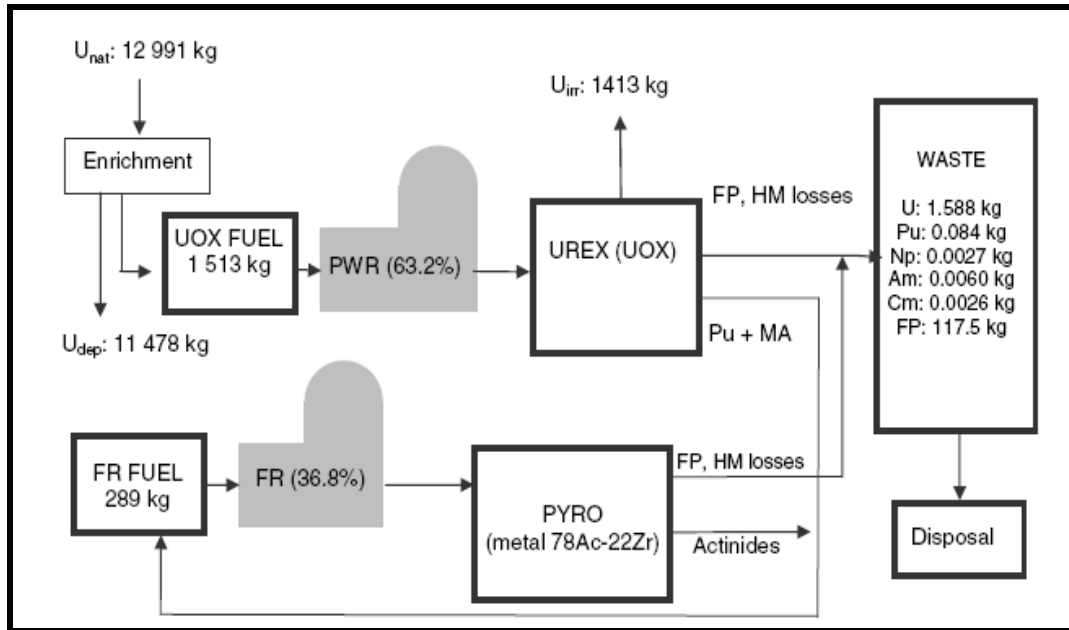 Unat: 12 991 kg
Enrichment
Udep: 11 478 kg
UOX FUEL
1 513 kg
PWR (63.2%)
Uirr: 1413 kg
UREX (UOX)
FP, HM losses
Pu + MA
WASTE
U: 1.588 kg
Pu: 0.084 kg
Np: 0.0027 kg
Am: 0.0060 kg
Cm: 0.0026 kg
FP: 117.5 kg
FR FUEL
289 kg
FR (36.8%)
PYRO
(metal 78Ac-22Zr)
FP, HM losses
Actinides
Disposal